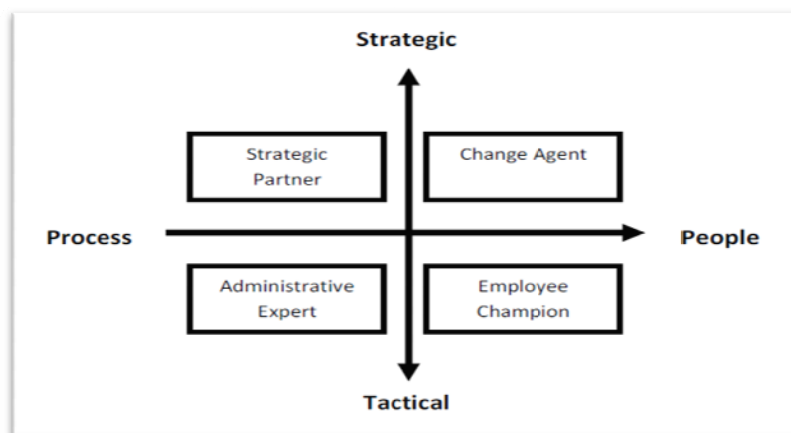 Strategic
Strategic
Partner
Change Agent
Process
People
Administrative
Expert
Employee
Champion
Tactical